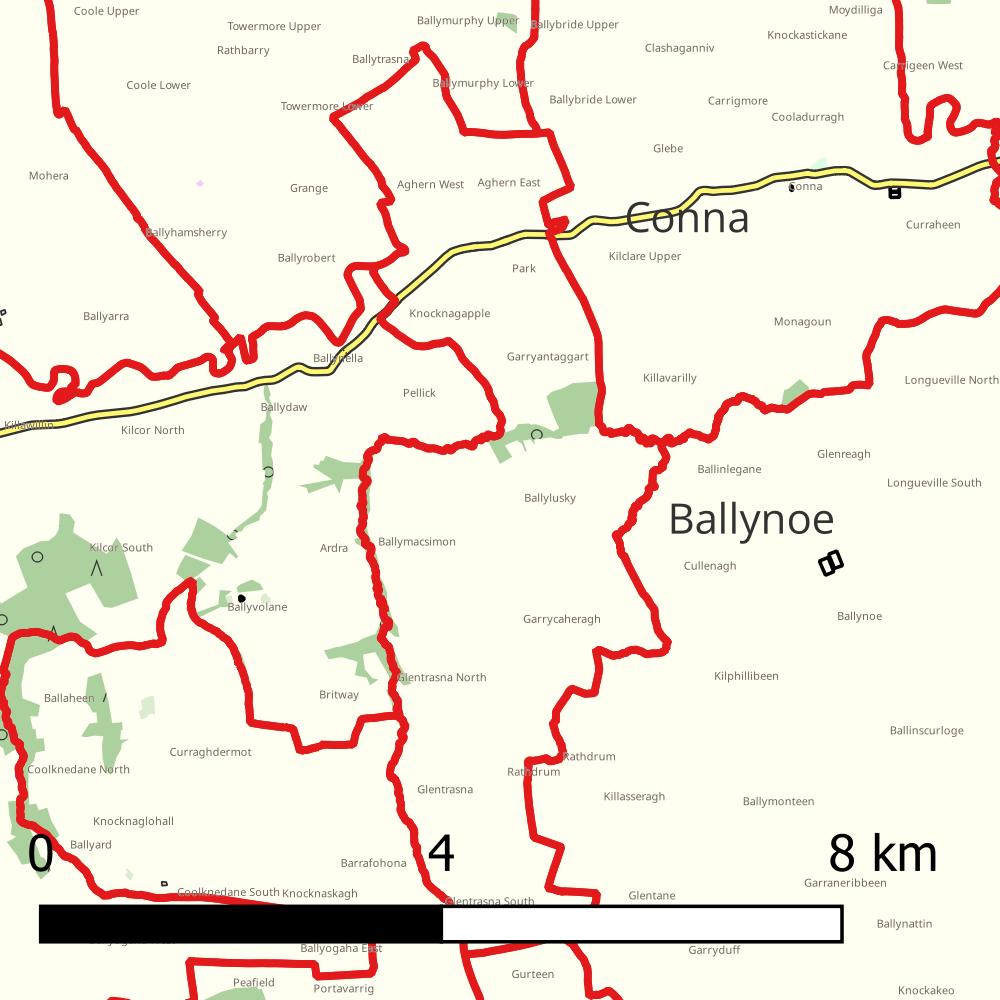 Coole Upper
Moydilliga
Towermore Upper
Ballymurphy Upper
Ballybride Upper
Knockastickane
Rathbarry
Clashaganniv
Ballytrasna
Carrigeen West
Coole Lower
Ballymurphy Lower
Towermore Lower
Ballybride Lower
Carrigmore
Cooladurragh
Glebe
Mohera
Grange
Aghern West
Aghern East
Conna
Conna
Curraheen
Ballyhamsherry
Ballyrobert
Park
Kilclare Upper
Ballyarra
Knocknagapple
Monagoun
Ballynella
Garryantaggart
Killavarilly
Longueville North
Pellick
Ballydaw
Killawillin
Kilcor North
Glenreagh
Ballinlegane
Longueville South
Ballylusky
Ballynoe
Kilcor South
Ardra
Ballymacsimon
Cullenagh
Ballyvolane
Garrycaheragh
Ballynoe
Glentrasna North
Kilphillibeen
Ballaheen
Britway
Ballinscurloge
Curraghdermot
Rathdrum
Coolknedane North
Rathdrum
Glentrasna
Killasseragh
Ballymonteen
Knocknaglohall
Ballyard
0 4 8 km
Barrafohona
Garraneribbeen
Coolknedane South
Knocknaskagh
Glentrasna South
Glentane
Ballynattin
Ballyogaha East
Garryduff
Gurteen
Peafield
Portavarrig
Knockakeo